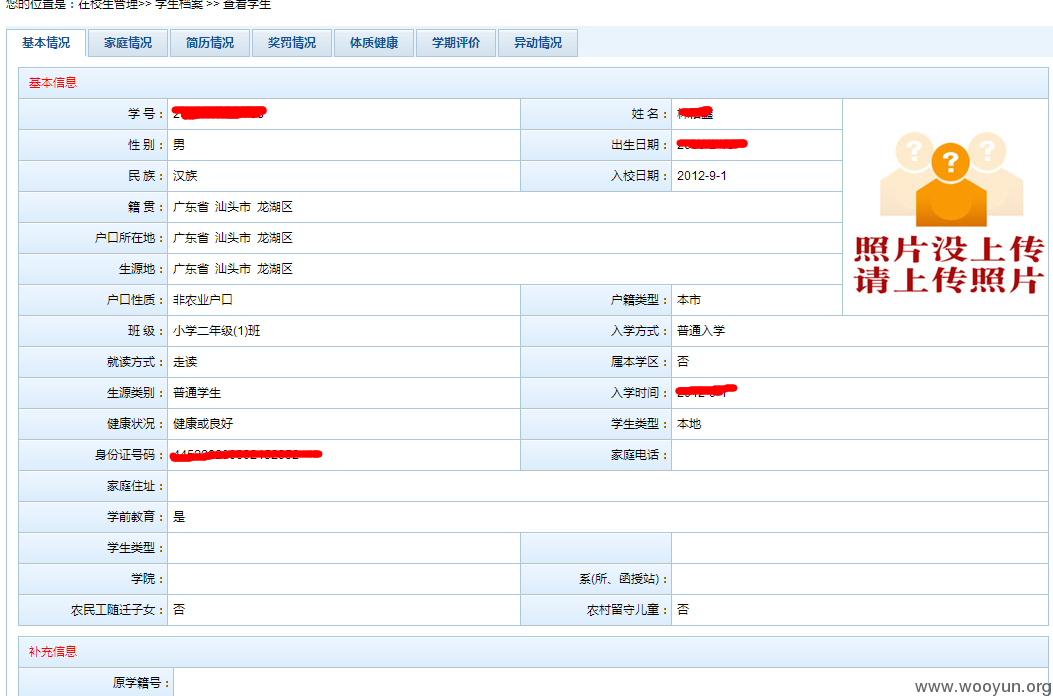 您的位置是：在校生管理>> 学生档案 >> 查看学生
基本情况 家庭情况 简历情况 奖罚情况 体质健康 学期评价 异动情况
基本信息
学 号： 姓 名：
性 别： 男 出生日期：
民 族： 汉族 入校日期： 2012-9-1
籍 贯： 广东省 汕头市 龙湖区
户口所在地： 广东省 汕头市 龙湖区
生源地： 广东省 汕头市 龙湖区
照片没上传
请上传照片
户口性质： 非农业户口 户籍类型： 本市
班 级： 小学二年级(1)班 入学方式： 普通入学
就读方式： 走读 属本学区： 否
生源类别： 普通学生 入学时间：
健康状况： 健康或良好 学生类型： 本地
身份证号码： 家庭电话：
家庭住址：
学前教育： 是
学生类型：
学院： 系(所、函授站)：
农民工随迁子女： 否 农村留守儿童： 否
补充信息
原学籍号：
www.wooyun.org